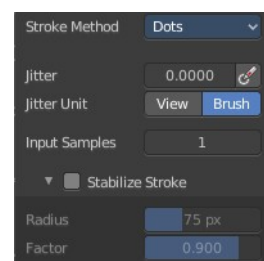 Stroke Method Dots
Jitter 0.0000
Jitter Unit View Brush
Input Samples 1
Stabilize Stroke
Radius 75 px
Factor 0.900